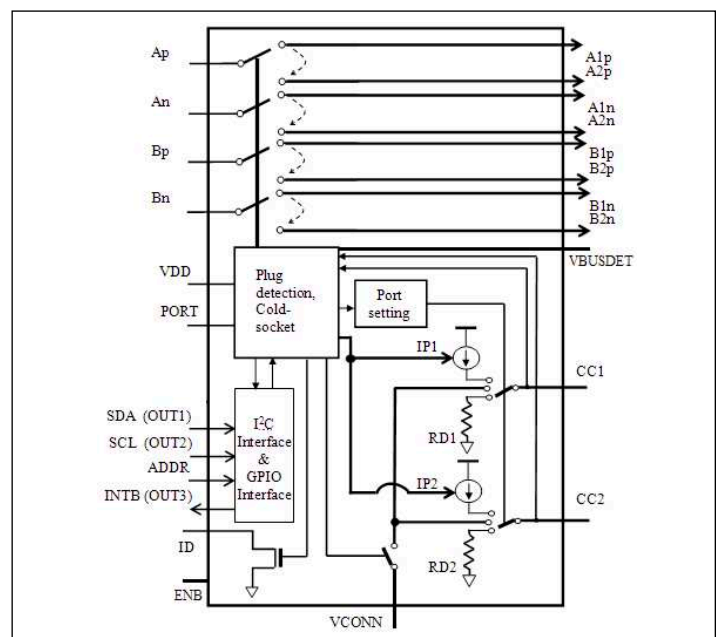 Ap
A1p
A2p
An
A1n
A2n
Bp
B1p
B2p
Bn
B1n
B2n
VBUSDET
VDD
PORT
Plug
detection,
Cold-
socket
Port
setting
IP1
CC1
RD1
SDA (OUT1)
SCL (OUT2)
ADDR
INTB (OUT3)
I²C
Interface
&
GPIO
Interface
IP2
CC2
RD2
ID
ENB
VCONN